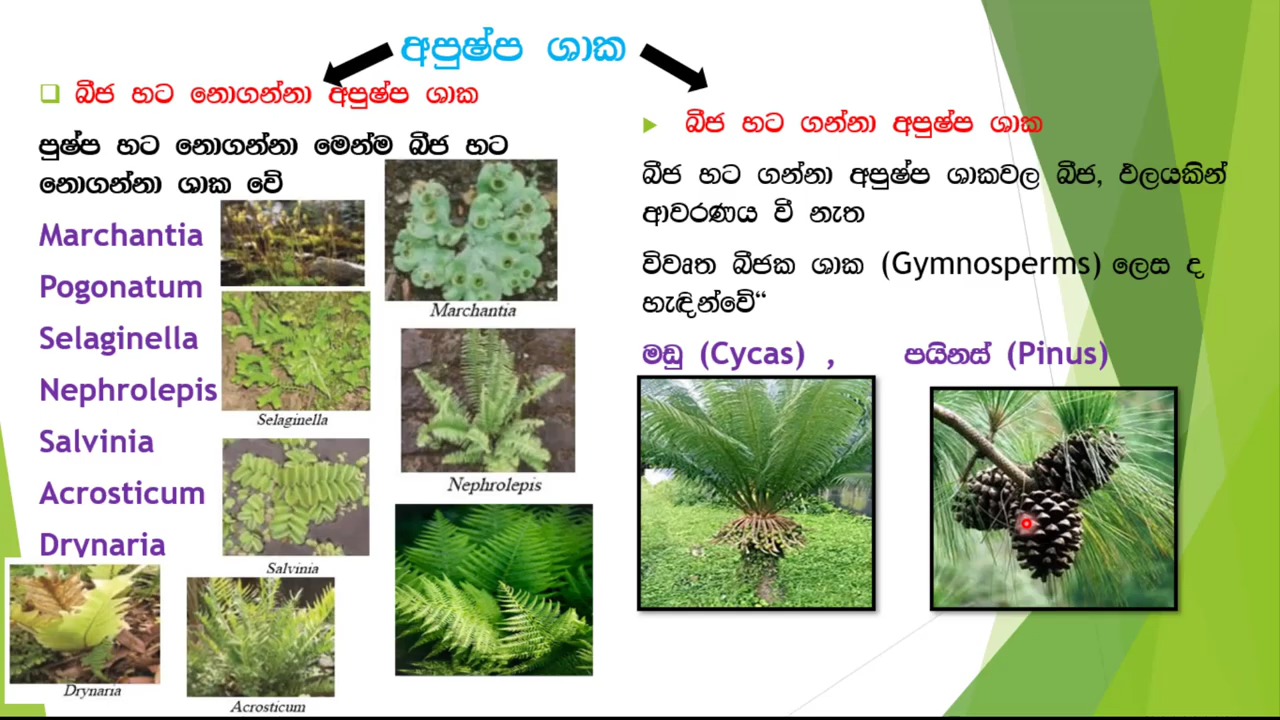 අපුෂ්ප ශාක
බීජ හට නොගන්නා අපුෂ්ප ශාක
පුෂ්ප හට නොගන්නා මෙන්ම බීජ හට
නොගන්නා ශාක වේ
Marchantia
Pogonatum
Selaginella
Nephrolepis
Salvinia
Acrosticum
Drynaria
Marchantia
Selaginella
Nephrolepis
Salvinia
Drynaria
Acrosticum
බීජ හට ගන්නා අපුෂ්ප ශාක
බීජ හට ගන්නා අපුෂ්ප ශාකවල බීජ, ඵලයකින්
ආවරණය වී නැත
විවෘත බීජක ශාක (Gymnosperms) ලෙස ද
හැඳින්වේ“
මඩු (Cycas) , පයිනස් (Pinus)